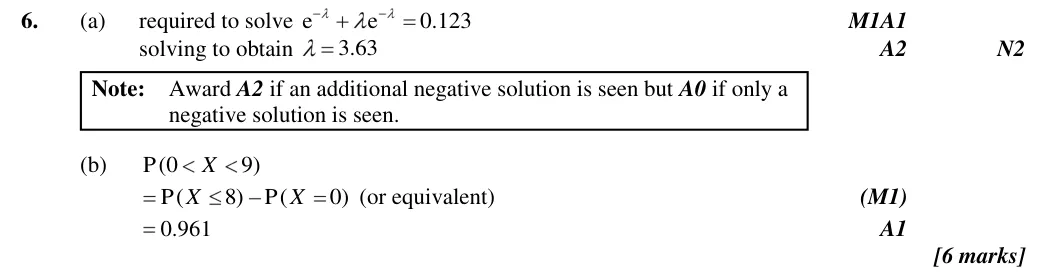 6. (a) required to solve e^{−λ} + λe^{−λ} = 0.123 M1A1
solving to obtain λ = 3.63 A2 N2
Note: Award A2 if an additional negative solution is seen but A0 if only a
negative solution is seen.
(b) P(0 < X < 9)
= P(X ≤ 8) − P(X = 0) (or equivalent) (M1)
= 0.961 A1
[6 marks]